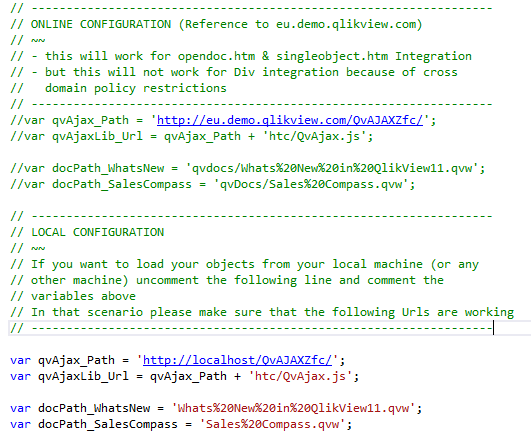 // ------------------------------------------------------------------
// ONLINE CONFIGURATION (Reference to eu.demo.qlikview.com)
// ~~
// - this will work for opendoc.htm & singleobject.htm Integration
// - but this will not work for Div integration because of cross
//   domain policy restrictions
// ------------------------------------------------------------------
//var qvAjax_Path = 'http://eu.demo.qlikview.com/QvAJAXZfc/';
//var qvAjaxLib_Url = qvAjax_Path + 'htc/QvAjax.js';
//var docPath_WhatsNew = 'qvdocs/Whats%20New%20in%20QlikView11.qvw';
//var docPath_SalesCompass = 'qvDocs/Sales%20Compass.qvw';
// ------------------------------------------------------------------
// LOCAL CONFIGURATION
// ~~
// If you want to load your objects from your local machine (or any
// other machine) uncomment the following line and comment the
// variables above
// In that scenario please make sure that the following Urls are working
// ------------------------------------------------------------------
var qvAjax_Path = 'http://localhost/QvAJAXZfc/';
var qvAjaxLib_Url = qvAjax_Path + 'htc/QvAjax.js';
var docPath_WhatsNew = 'Whats%20New%20in%20QlikView11.qvw';
var docPath_SalesCompass = 'Sales%20Compass.qvw';